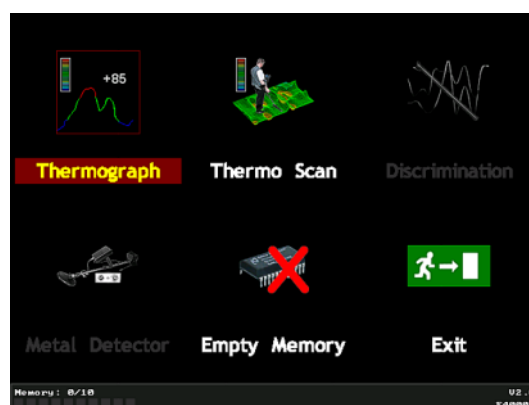 +85
Thermograph
Thermo Scan
Discrimination
Metal Detector
Empty Memory
Exit
Memory: 0/10
V2.